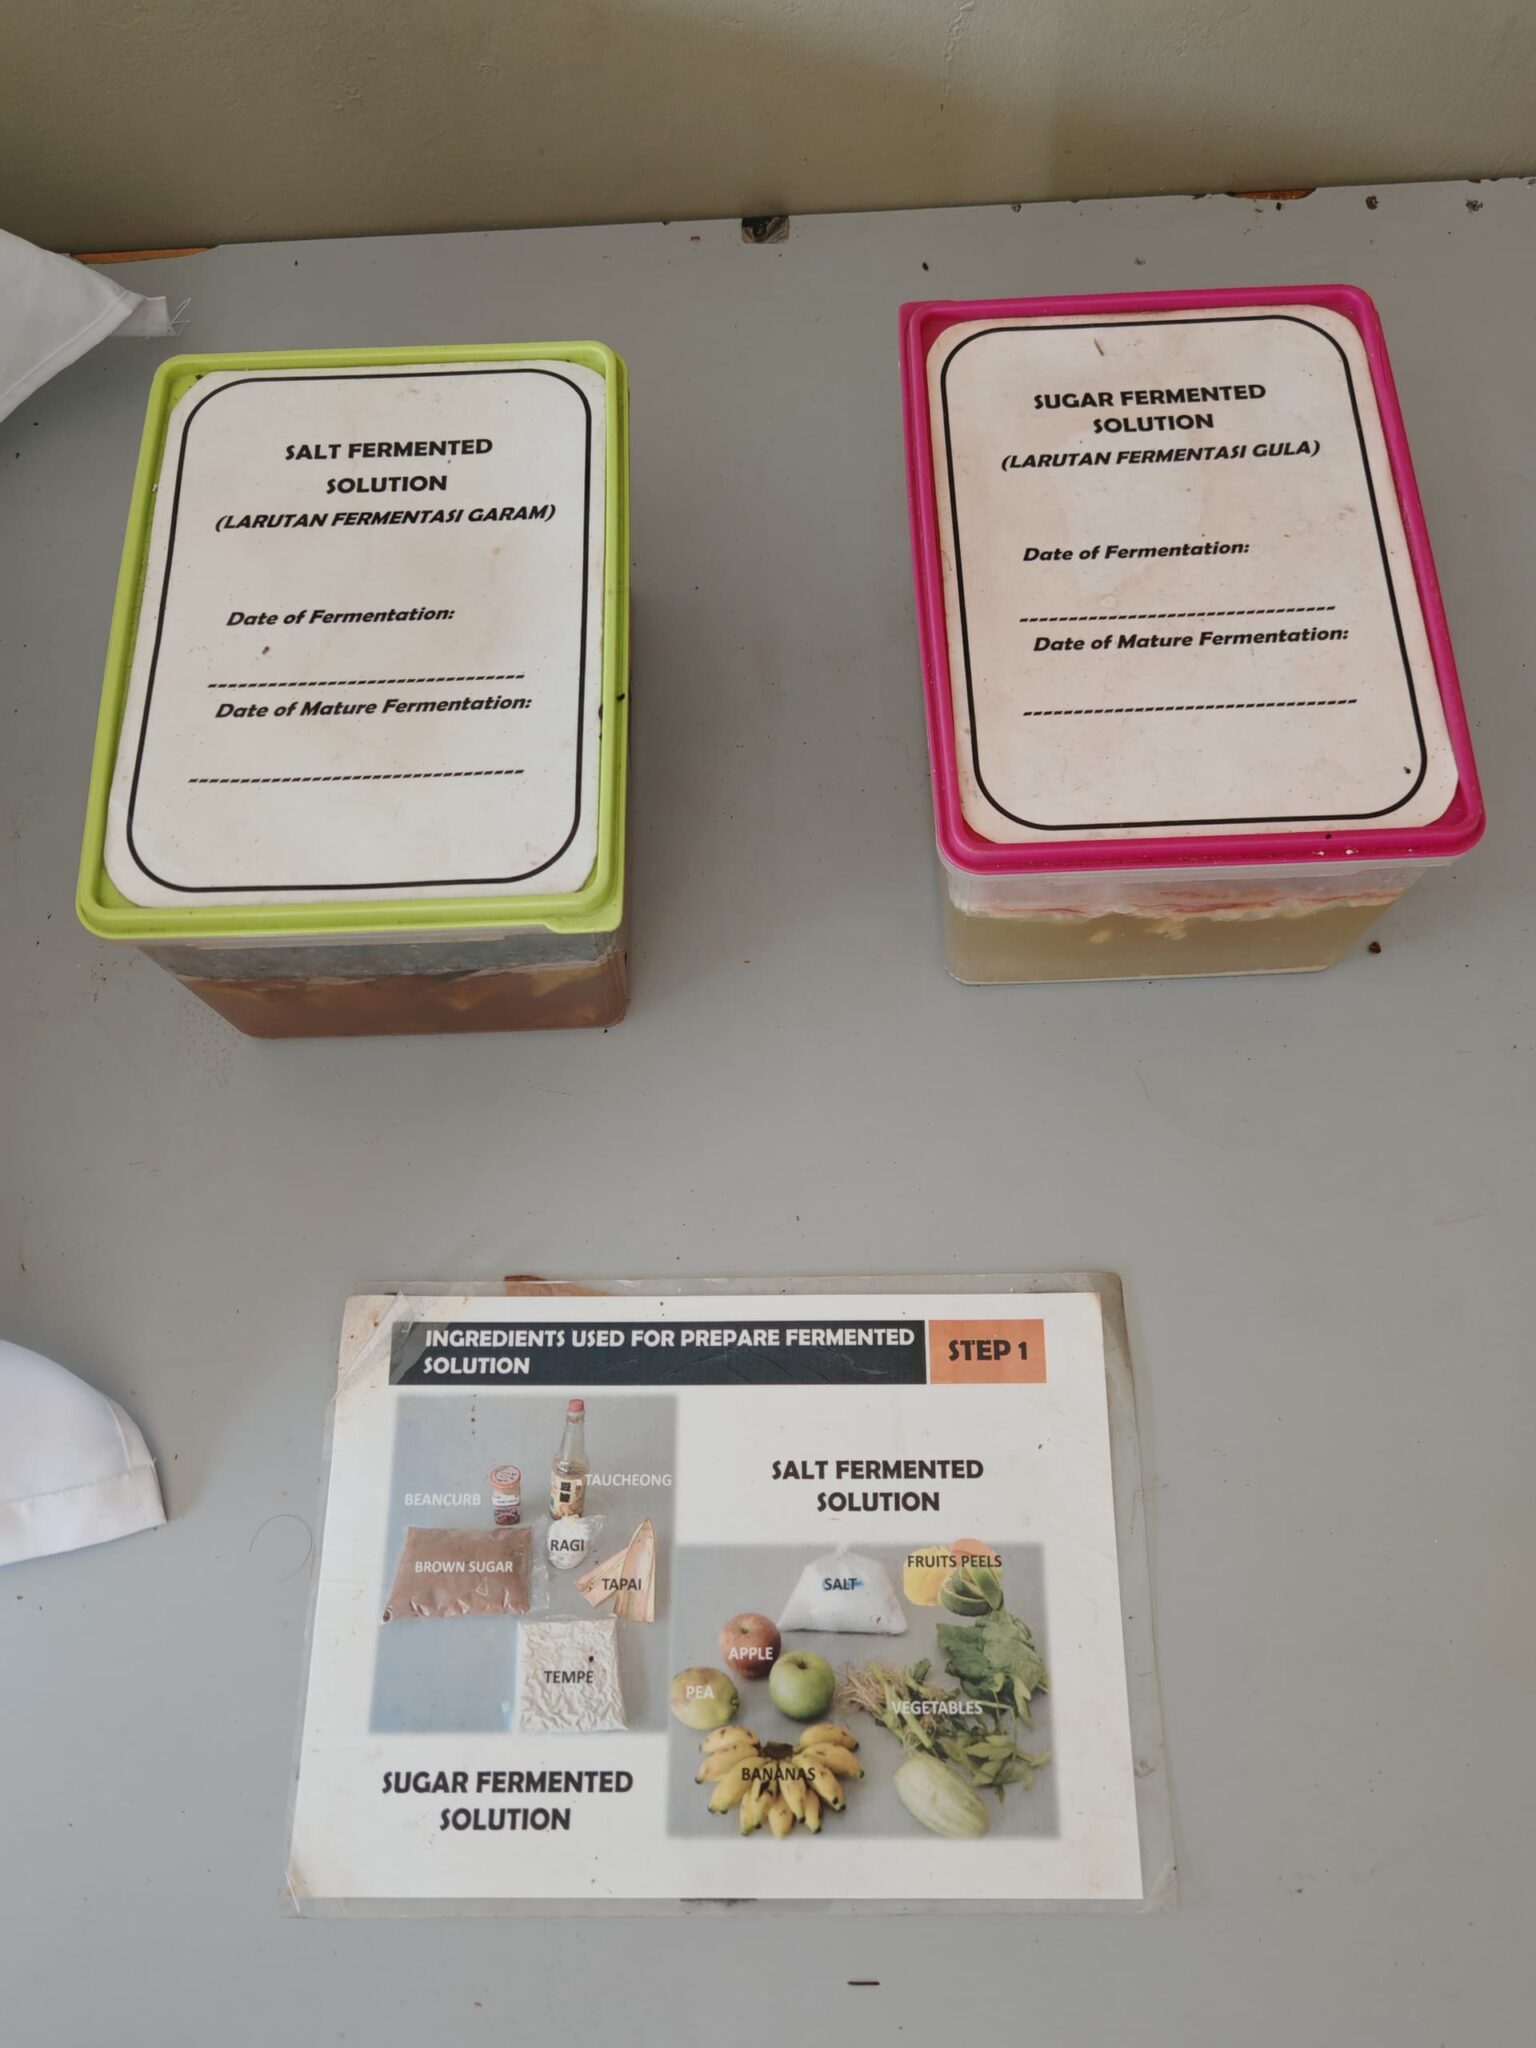 SALT FERMENTED
SOLUTION
(LARUTAN FERMENTASI GARAM)
Date of Fermentation:
Date of Mature Fermentation:
SUGAR FERMENTED
SOLUTION
(LARUTAN FERMENTASI GULA)
Date of Fermentation:
Date of Mature Fermentation:
INGREDIENTS USED FOR PREPARE FERMENTED
SOLUTION
STEP 1
BEANCURB
TAUCHEONG
RAGI
BROWN SUGAR
TAPAI
TEMPE
SUGAR FERMENTED
SOLUTION
SALT FERMENTED
SOLUTION
SALT
FRUITS PEELS
APPLE
PEA
VEGETABLES
BANANAS